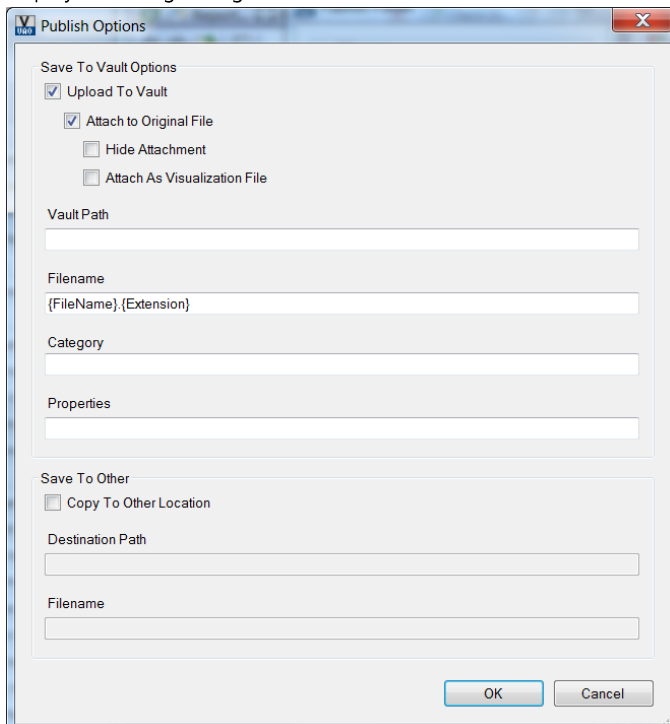 Publish Options
Save To Vault Options
Upload To Vault
Attach to Original File
Hide Attachment
Attach As Visualization File
Vault Path
Filename
{FileName}.{Extension}
Category
Properties
Save To Other
Copy To Other Location
Destination Path
Filename
OK Cancel